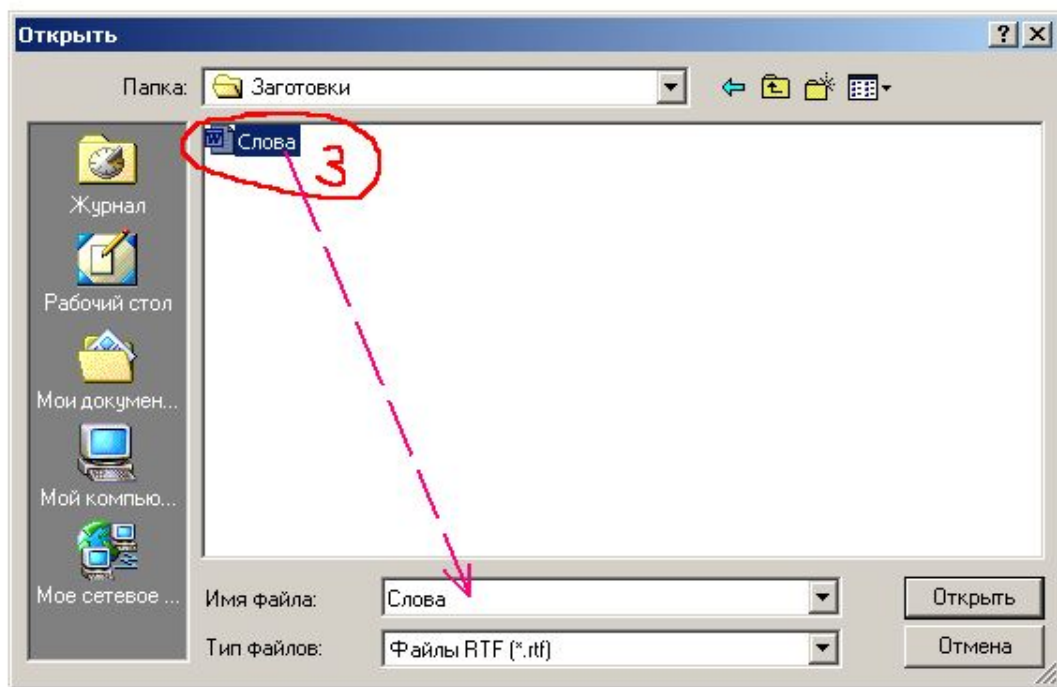 Открыть
Папка: Заготовки
Слова
3
Журнал
Рабочий стол
Мои докумен...
Мой компью...
Мое сетевое ...
Имя файла: Слова
Открыть
Тип файлов: Файлы RTF (*.rtf)
Отмена